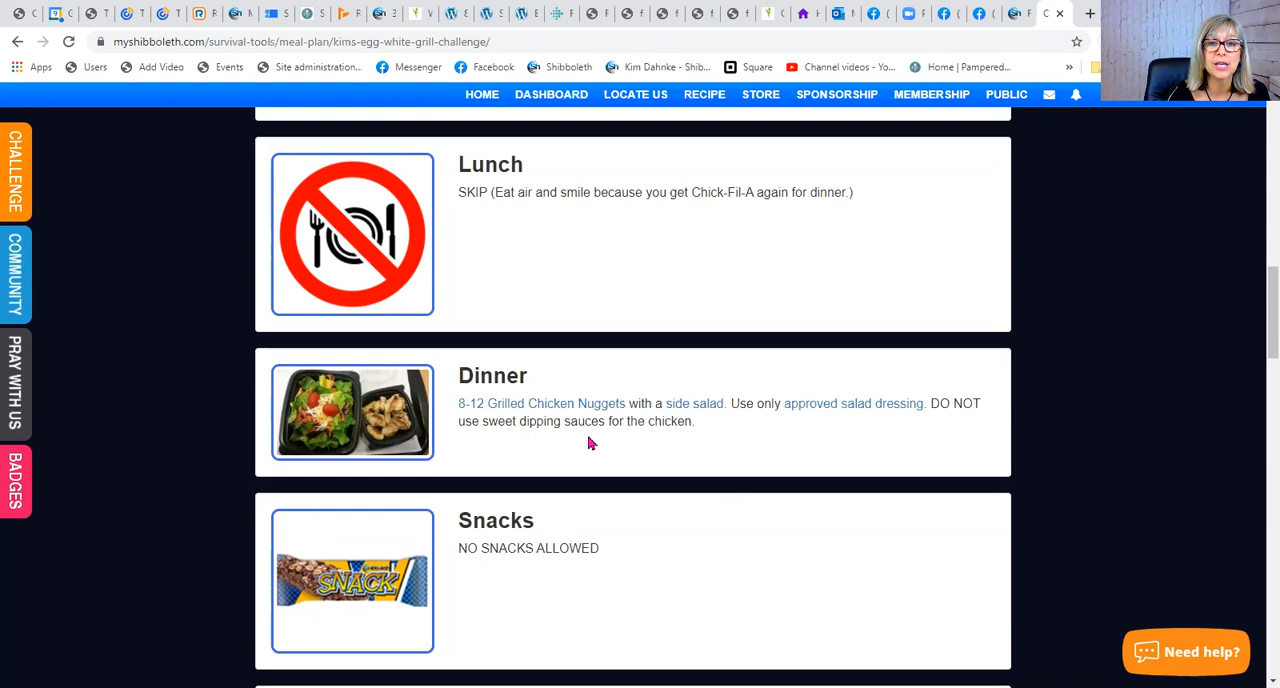 myshibboleth.com/survival-tools/meal-plan/kims-egg-white-grill-challenge/
Apps Users Add Video Events Site administration... Messenger Facebook Shibboleth Kim Dahnke - Shib... Square Channel videos - Yo... Home | Pampered... »
HOME DASHBOARD LOCATE US RECIPE STORE SPONSORSHIP MEMBERSHIP PUBLIC
CHALLENGE
COMMUNITY
PRAY WITH US
BADGES
Lunch
SKIP (Eat air and smile because you get Chick-Fil-A again for dinner.)
Dinner
8-12 Grilled Chicken Nuggets with a side salad. Use only approved salad dressing. DO NOT
use sweet dipping sauces for the chicken.
Snacks
NO SNACKS ALLOWED
SNACK
Need help?